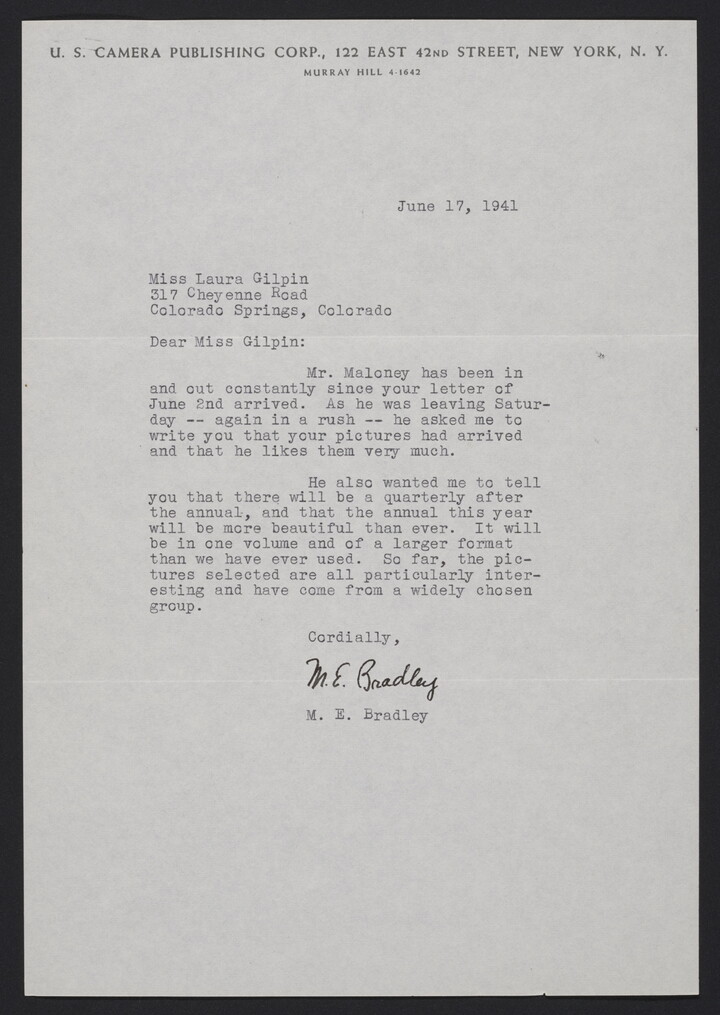 U. S. CAMERA PUBLISHING CORP., 122 EAST 42ND STREET, NEW YORK, N. Y.
MURRAY HILL 4-1642
June 17, 1941
Miss Laura Gilpin
317 Cheyenne Road
Colorado Springs, Colorado
Dear Miss Gilpin:
Mr. Maloney has been in
and out constantly since your letter of
June 2nd arrived. As he was leaving Satur-
day -- again in a rush -- he asked me to
write you that your pictures had arrived
and that he likes them very much.
He also wanted me to tell
you that there will be a quarterly after
the annual, and that the annual this year
will be more beautiful than ever. It will
be in one volume and of a larger format
than we have ever used. So far, the pic-
tures selected are all particularly inter-
esting and have come from a widely chosen
group.
Cordially,
M. E. Bradley
M. E. Bradley